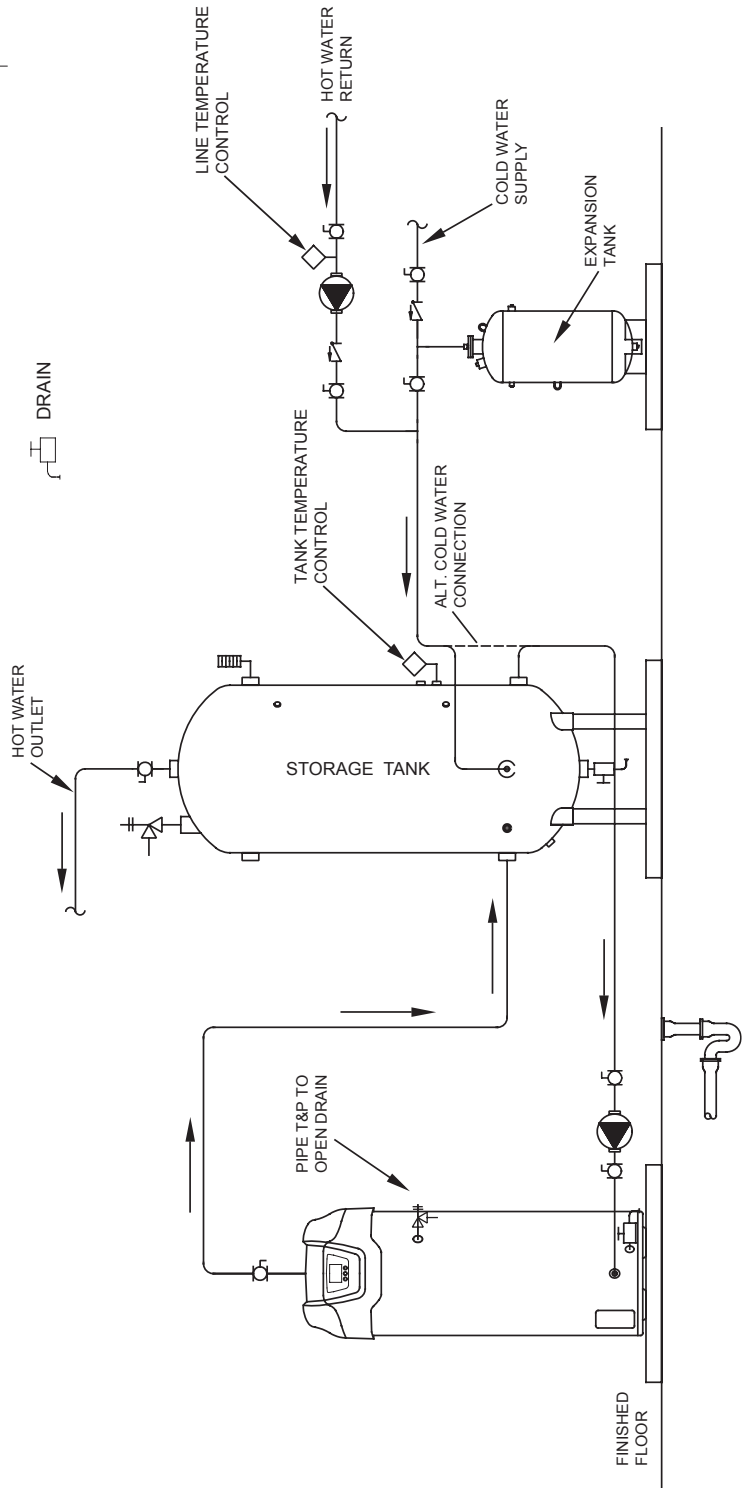 DRAIN
LINE TEMPERATURE
CONTROL
HOT WATER
RETURN
COLD WATER
SUPPLY
EXPANSION
TANK
TANK TEMPERATURE
CONTROL
ALT. COLD WATER
CONNECTION
HOT WATER
OUTLET
STORAGE TANK
PIPE T&P TO
OPEN DRAIN
FINISHED
FLOOR